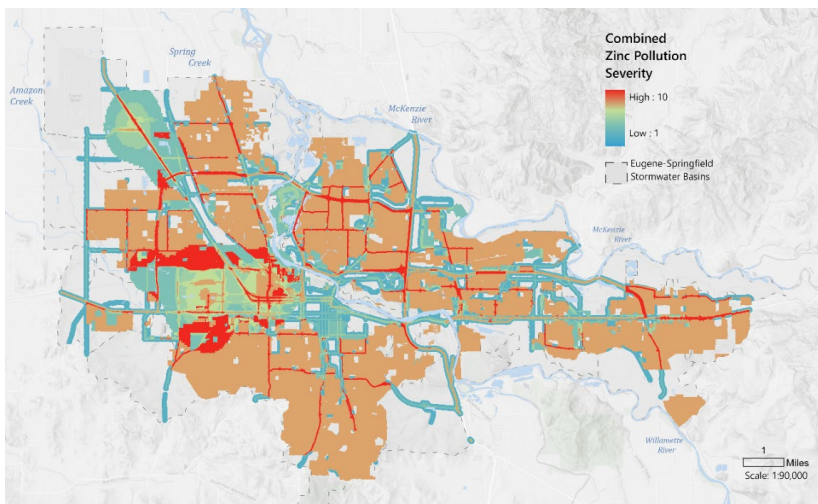 Combined
Zinc Pollution
Severity
High : 10
Low : 1
Eugene-Springfield
Stormwater Basins
Spring
Creek
Amazon
Creek
McKenzie
River
McKenzie
River
Willamette
River
1
Miles
Scale: 1:90,000